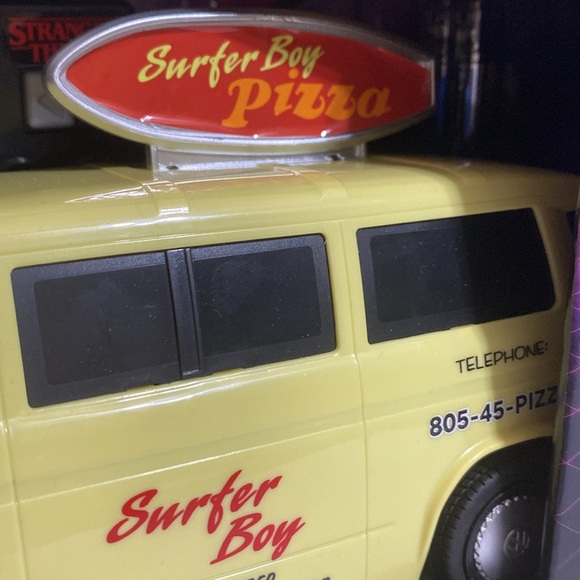 Surfer Boy
Pizza
TELEPHONE:
805-45-PIZZ
Surfer
Boy